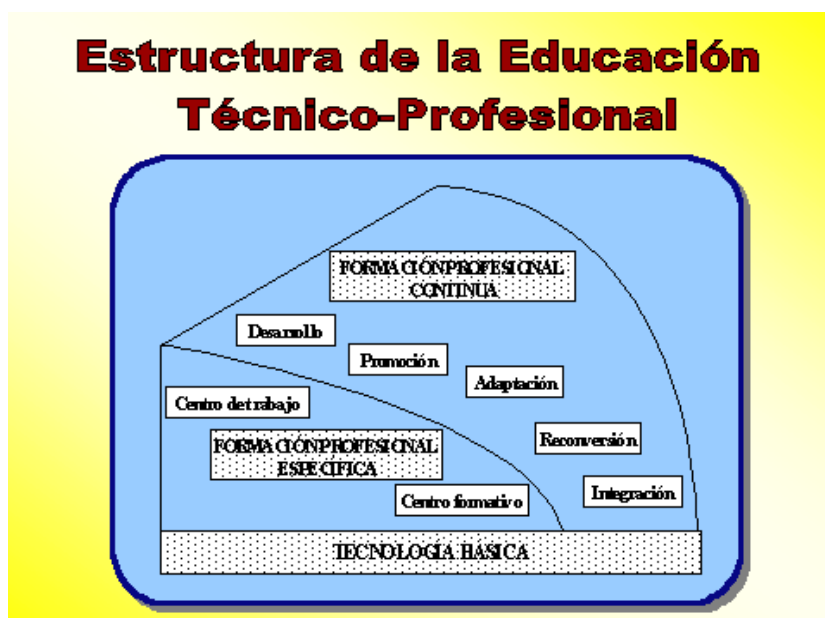 Estructura de la Educación
Técnico-Profesional
FORMACIÓN PROFESIONAL
CONTINUA
Desarrollo
Promoción
Adaptación
Centro de trabajo
FORMACIÓN PROFESIONAL
ESPECÍFICA
Reconversión
Integración
Centro formativo
TECNOLOGÍA BÁSICA